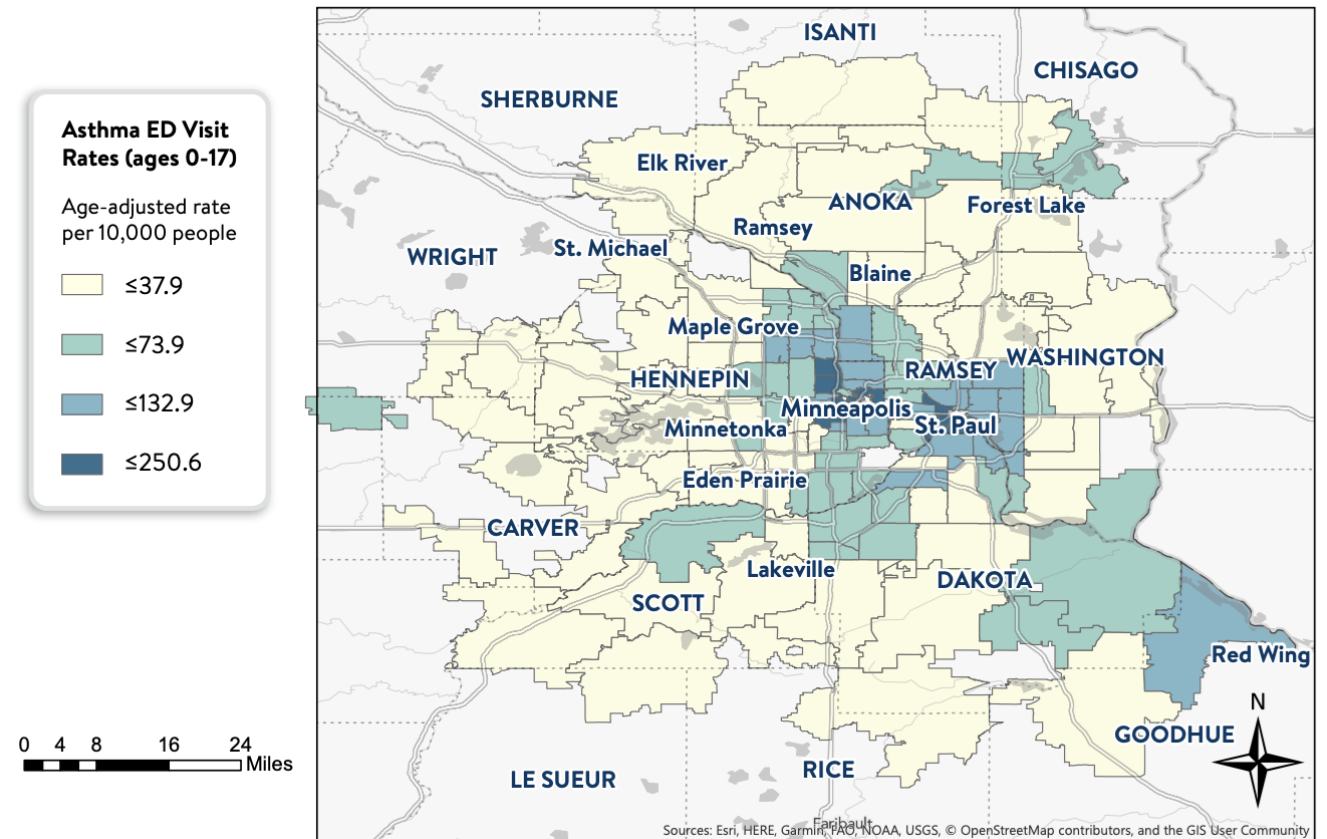 Asthma ED Visit
Rates (ages 0-17)
Age-adjusted rate
per 10,000 people
≤37.9
≤73.9
≤132.9
≤250.6
0 4 8 16 24
Miles
ISANTI
CHISAGO
SHERBURNE
Elk River
ANOKA
Forest Lake
Ramsey
St. Michael
WRIGHT
Blaine
Maple Grove
WASHINGTON
RAMSEY
HENNEPIN
Minneapolis
St. Paul
Minnetonka
Eden Prairie
CARVER
Lakeville
DAKOTA
SCOTT
Red Wing
N
GOODHUE
RICE
LE SUEUR
Faribault
Sources: Esri, HERE, Garmin, FAO, NOAA, USGS, © OpenStreetMap contributors, and the GIS User Community